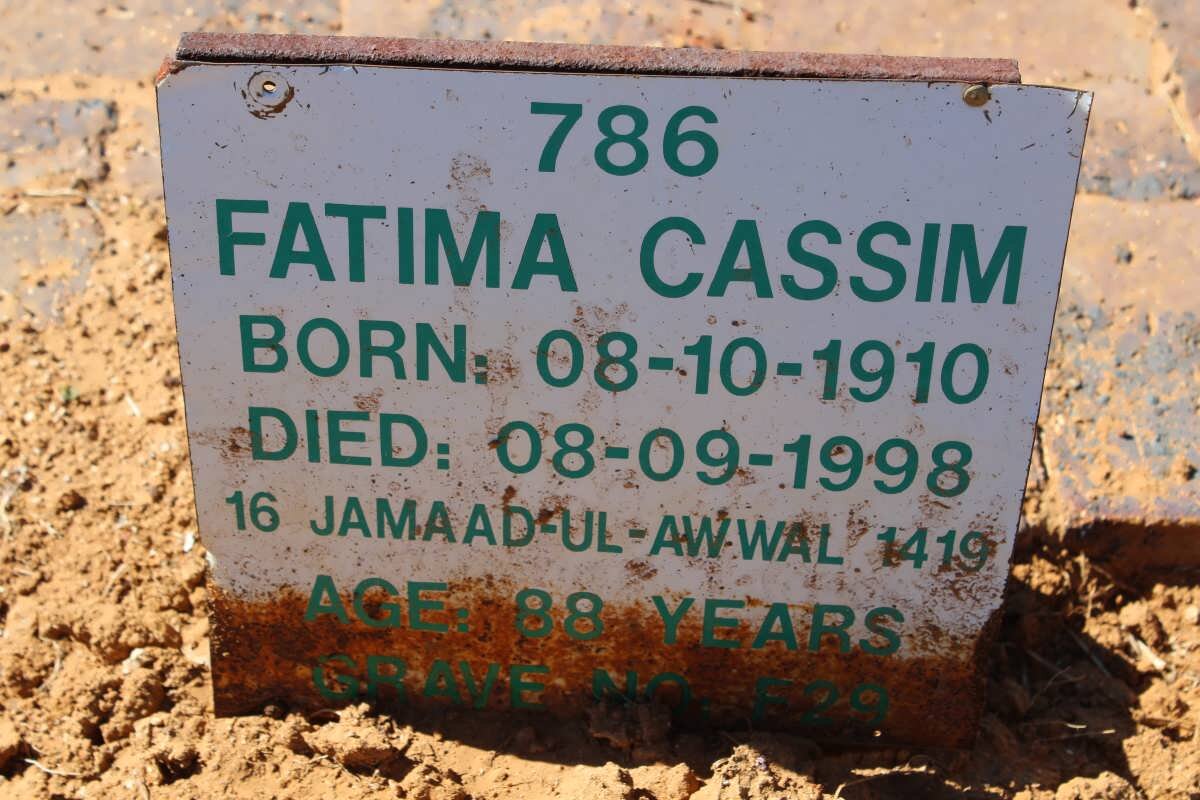 786
FATIMA CASSIM
BORN: 08-10-1910
DIED: 08-09-1998
16 JAMAAD-UL-AWWAL 1419
AGE: 88 YEARS
GRAVE NO: F29